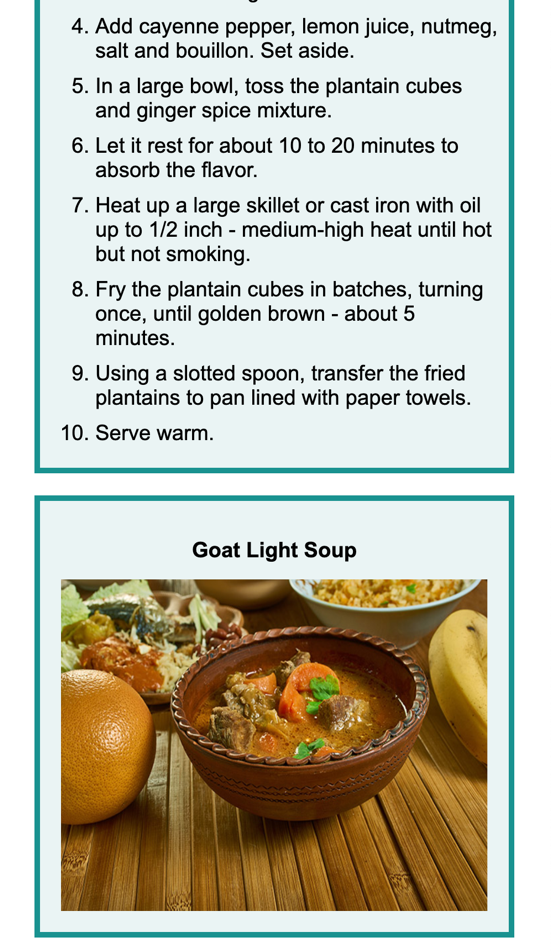 4. Add cayenne pepper, lemon juice, nutmeg,
salt and bouillon. Set aside.
5. In a large bowl, toss the plantain cubes
and ginger spice mixture.
6. Let it rest for about 10 to 20 minutes to
absorb the flavor.
7. Heat up a large skillet or cast iron with oil
up to 1/2 inch - medium-high heat until hot
but not smoking.
8. Fry the plantain cubes in batches, turning
once, until golden brown - about 5
minutes.
9. Using a slotted spoon, transfer the fried
plantains to pan lined with paper towels.
10. Serve warm.
Goat Light Soup